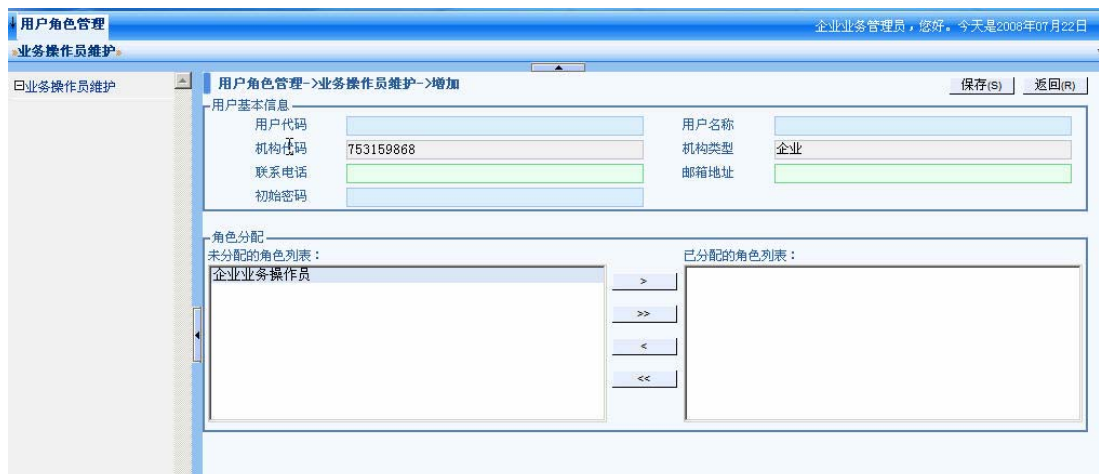 用户角色管理
企业业务管理员，您好。今天是2008年07月22日
业务操作员维护
业务操作员维护
用户角色管理->业务操作员维护->增加
保存(S) 返回(R)
用户基本信息
用户代码 用户名称
机构代码 753159868 机构类型 企业
联系电话 邮箱地址
初始密码
角色分配
未分配的角色列表： 已分配的角色列表：
企业业务操作员
>
>>
<
<<